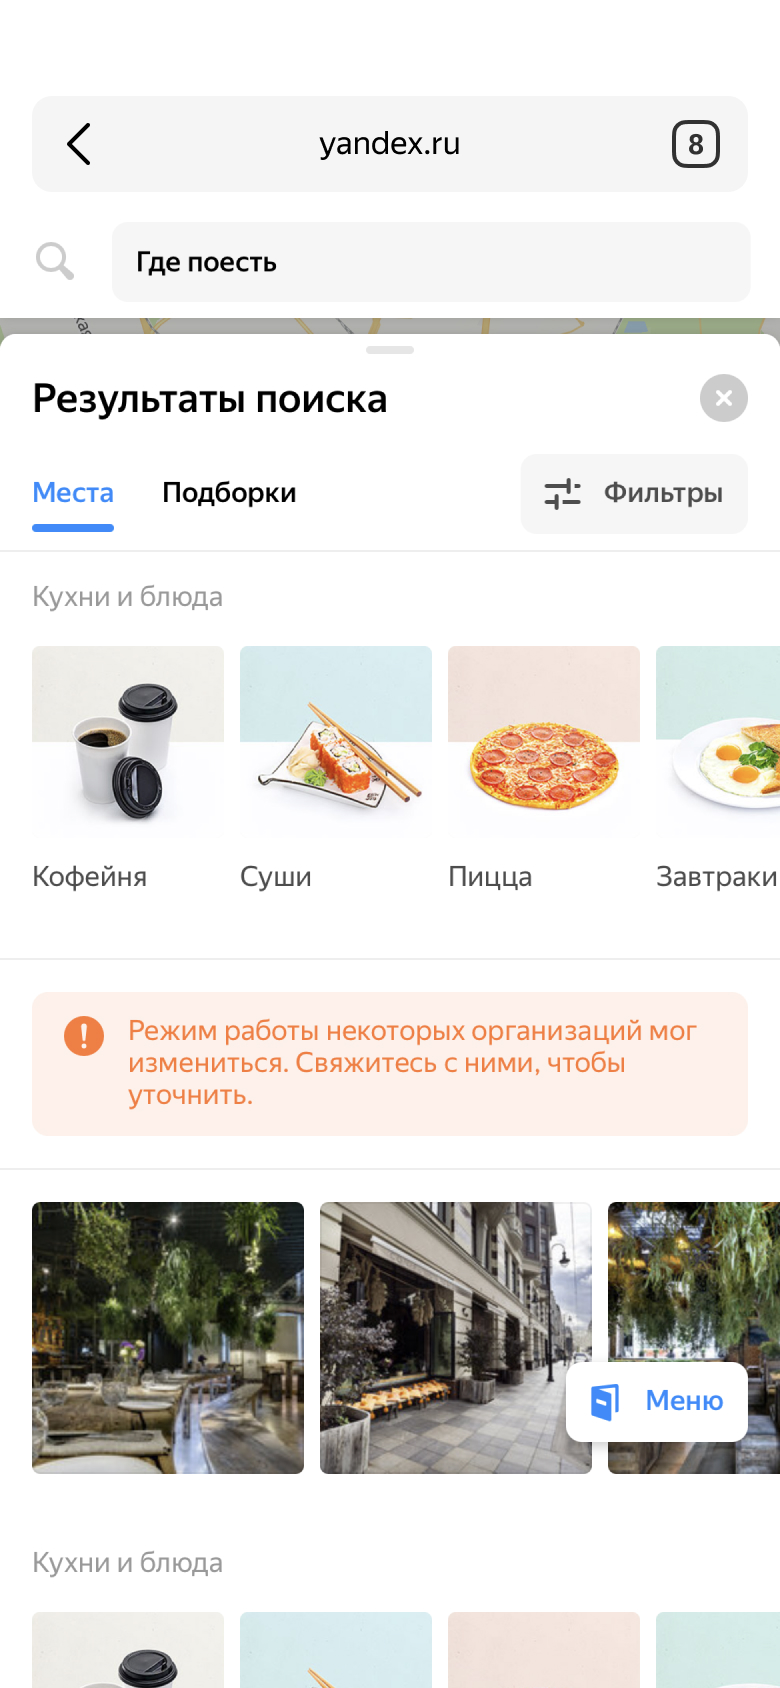 yandex.ru
8
Где поесть
Результаты поиска
Места
Подборки
Фильтры
Кухни и блюда
Кофейня
Суши
Пицца
Завтраки
Режим работы некоторых организаций мог
измениться. Свяжитесь с ними, чтобы
уточнить.
Меню
Кухни и блюда